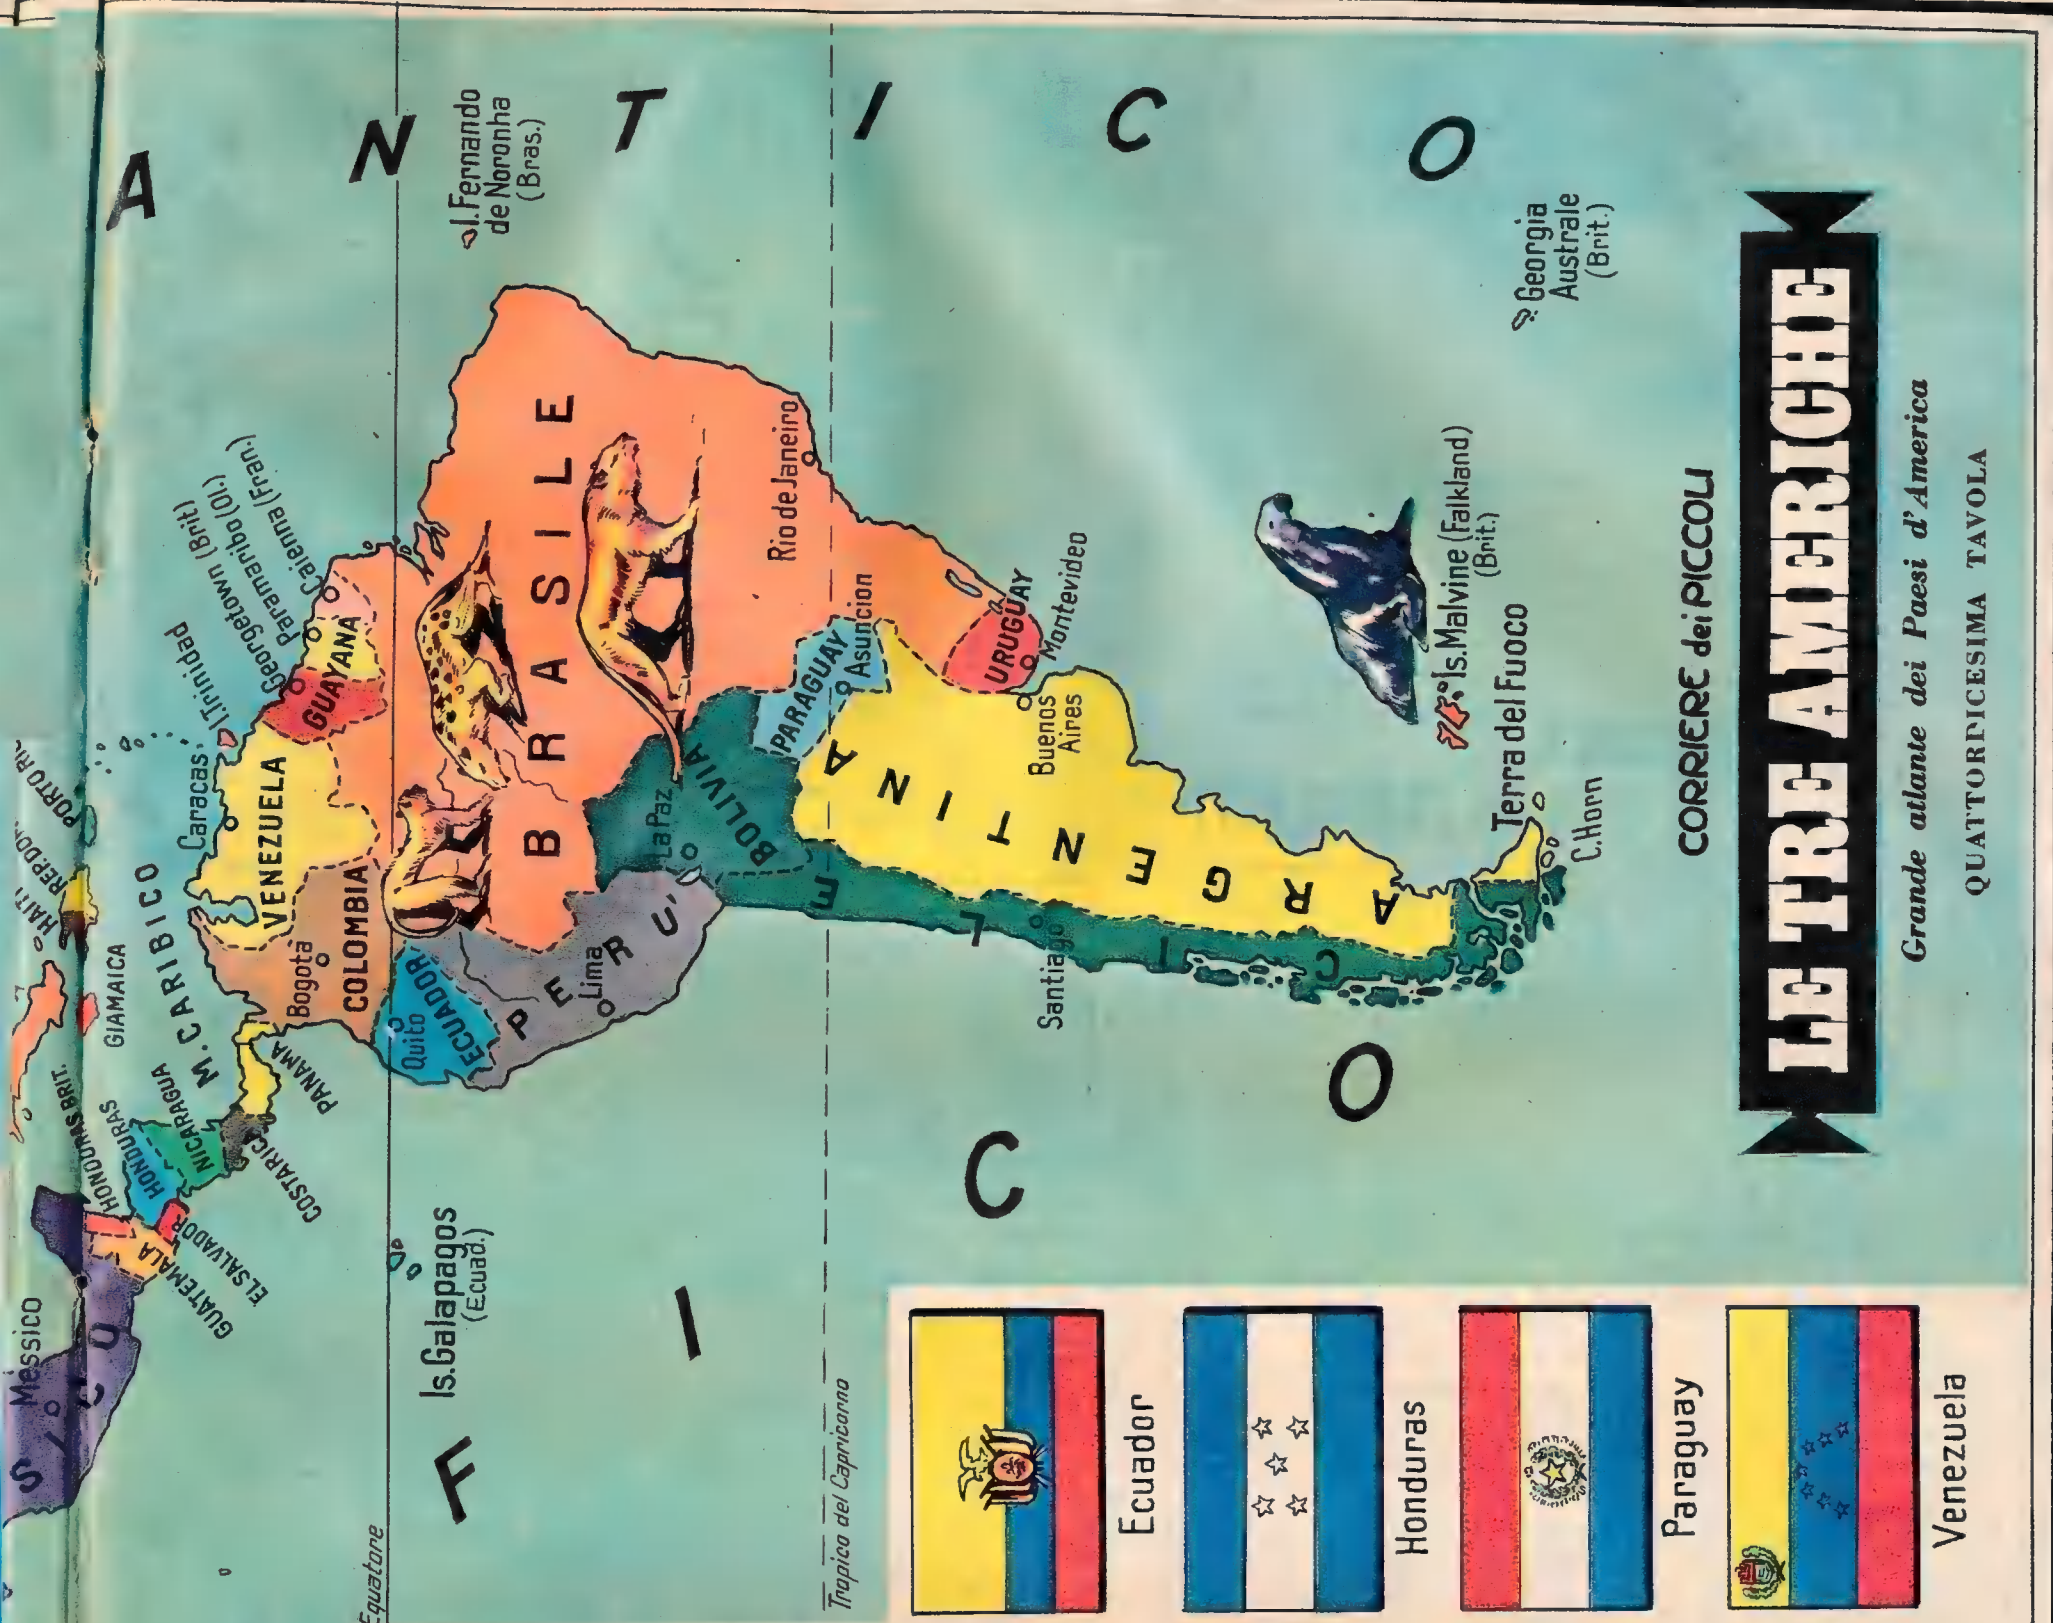 A
N
T
I
C
O
I. Fernando
de Noronha
(Bras.)
Georgia
Australe
(Brit.)
PORTO RI
REP. DOM.
HAITI
GIAMAICA
M. CARIBICO
HONDURAS BRIT.
HONDURAS
NICARAGUA
COSTARICA
PANAMA
GUATEMALA
EL SALVADOR
Messico
S I C O
I. Trinidad
Georgetown (Brit)
Paramaribo (Ol.)
Caienna (Fran.)
GUAYANA
Caracas
VENEZUELA
Bogota
COLOMBIA
Quito
ECUADOR
PERU'
Lima
BRASILE
Rio de Janeiro
La Paz
BOLIVIA
PARAGUAY
Asuncion
URUGUAY
Montevideo
Buenos
Aires
ARGENTINA
CILE
Santiago
Is. Malvine (Falkland)
(Brit.)
Terra del Fuoco
C. Horn
Is. Galapagos
(Ecuad.)
Equatore
Tropico del Capricorno
F
I
C
O
CORRIERE dei PICCOLI
LE TRE AMERICHE
Grande atlante dei Paesi d'America
QUATTORDICESIMA TAVOLA
Ecuador
Honduras
Paraguay
Venezuela